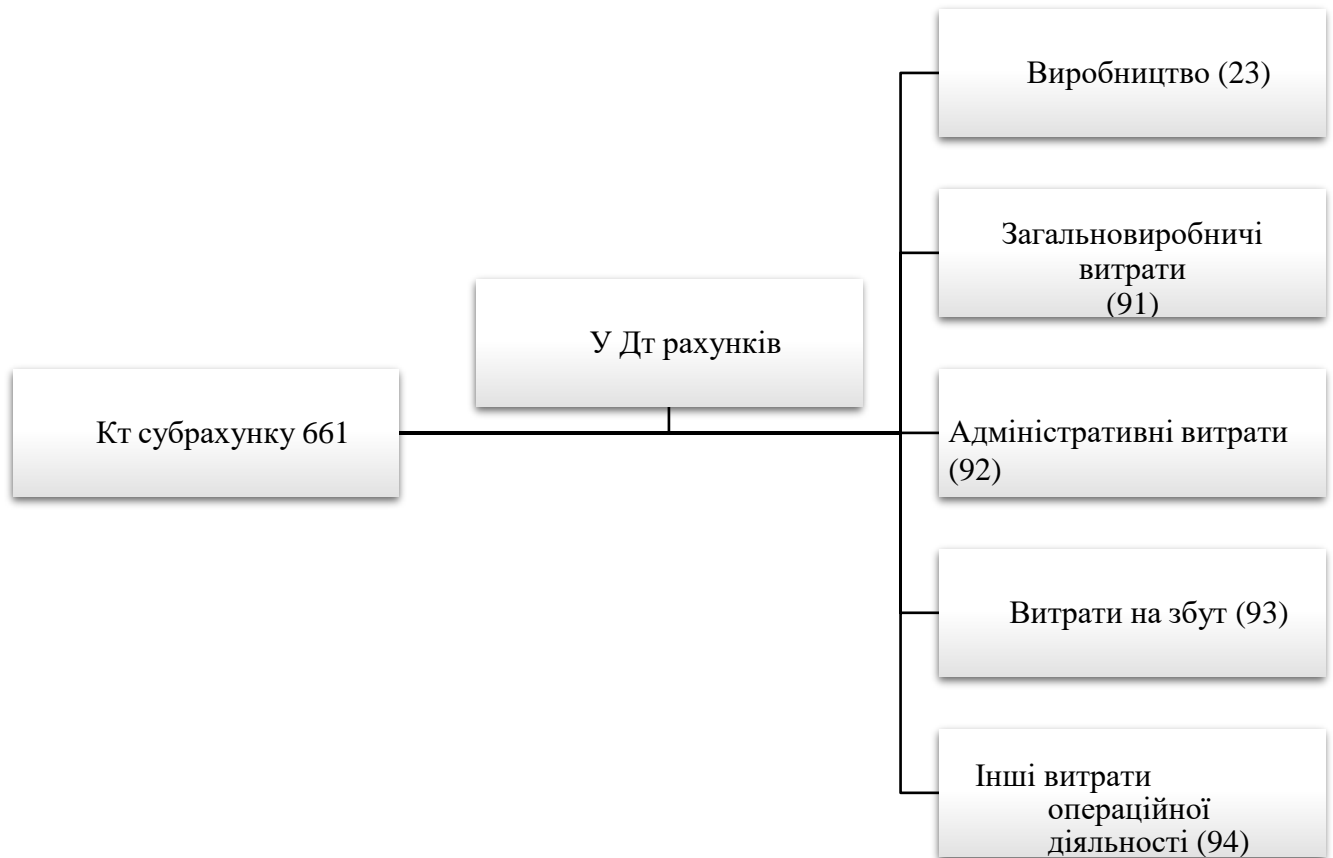 Виробництво (23)
Загальновиробничі
витрати
(91)
У Дт рахунків
Кт субрахунку 661
Адміністративні витрати
(92)
Витрати на збут (93)
Інші витрати
операційної
діяльності (94)